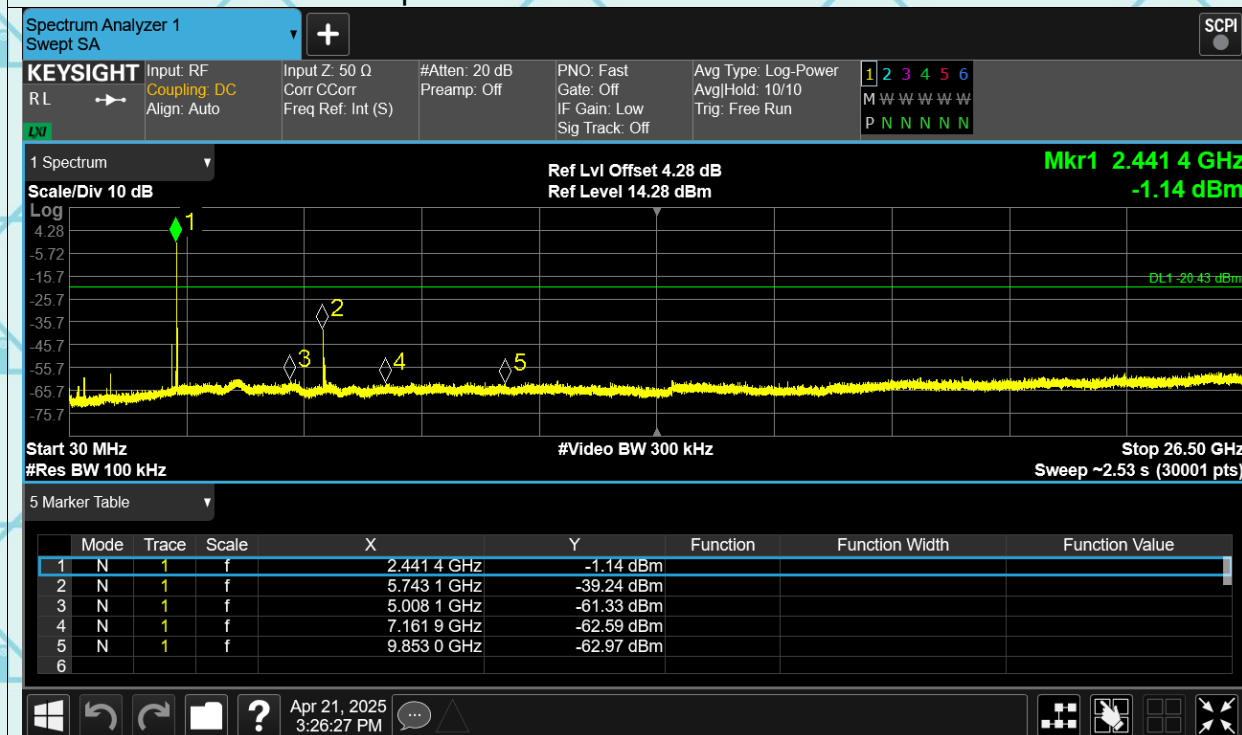 Spectrum Analyzer 1
Swept SA
+
SCPI
KEYSIGHT Input: RF Input Z: 50 Ω #Atten: 20 dB PNO: Fast Avg Type: Log-Power 1 2 3 4 5 6
RL Coupling: DC Corr CCorr Preamp: Off Gate: Off Avg|Hold: 10/10 M W W W W W
Align: Auto Freq Ref: Int (S) IF Gain: Low Trig: Free Run P N N N N N
LXI Sig Track: Off
1 Spectrum Ref Lvl Offset 4.28 dB Mkr1 2.441 4 GHz
Scale/Div 10 dB Ref Level 14.28 dBm -1.14 dBm
Log
1
4.28
-5.72
-15.7
DL1 -20.43 dBm
-25.7
2
-35.7
-45.7
3 4 5
-55.7
-65.7
-75.7
Start 30 MHz #Video BW 300 kHz Stop 26.50 GHz
#Res BW 100 kHz Sweep ~2.53 s (30001 pts)
5 Marker Table
Mode Trace Scale X Y Function Function Width Function Value
1 N 1 f 2.441 4 GHz -1.14 dBm
2 N 1 f 5.743 1 GHz -39.24 dBm
3 N 1 f 5.008 1 GHz -61.33 dBm
4 N 1 f 7.161 9 GHz -62.59 dBm
5 N 1 f 9.853 0 GHz -62.97 dBm
6
? Apr 21, 2025
3:26:27 PM